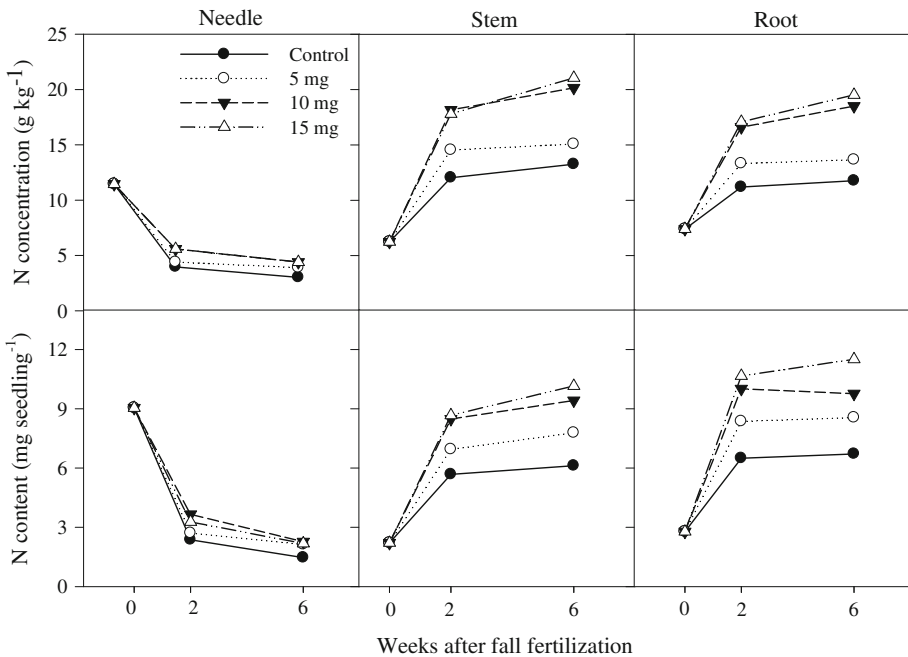 Needle Stem Root
25
20
15
10
5
0
N concentration (g kg⁻¹)
Control
5 mg
10 mg
15 mg
12
9
6
3
0
N content (mg seedling⁻¹)
0 2 6 0 2 6 0 2 6
Weeks after fall fertilization